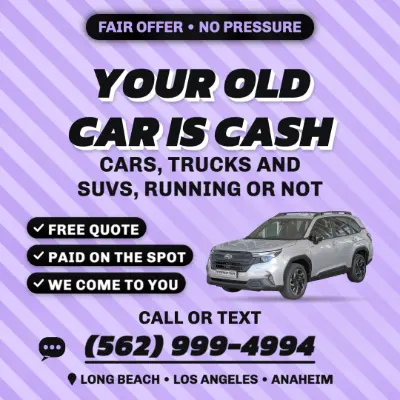 FAIR OFFER • NO PRESSURE
YOUR OLD
CAR IS CASH
CARS, TRUCKS AND
SUVS, RUNNING OR NOT
FREE QUOTE
PAID ON THE SPOT
WE COME TO YOU
CALL OR TEXT
(562) 999-4994
LONG BEACH • LOS ANGELES • ANAHEIM